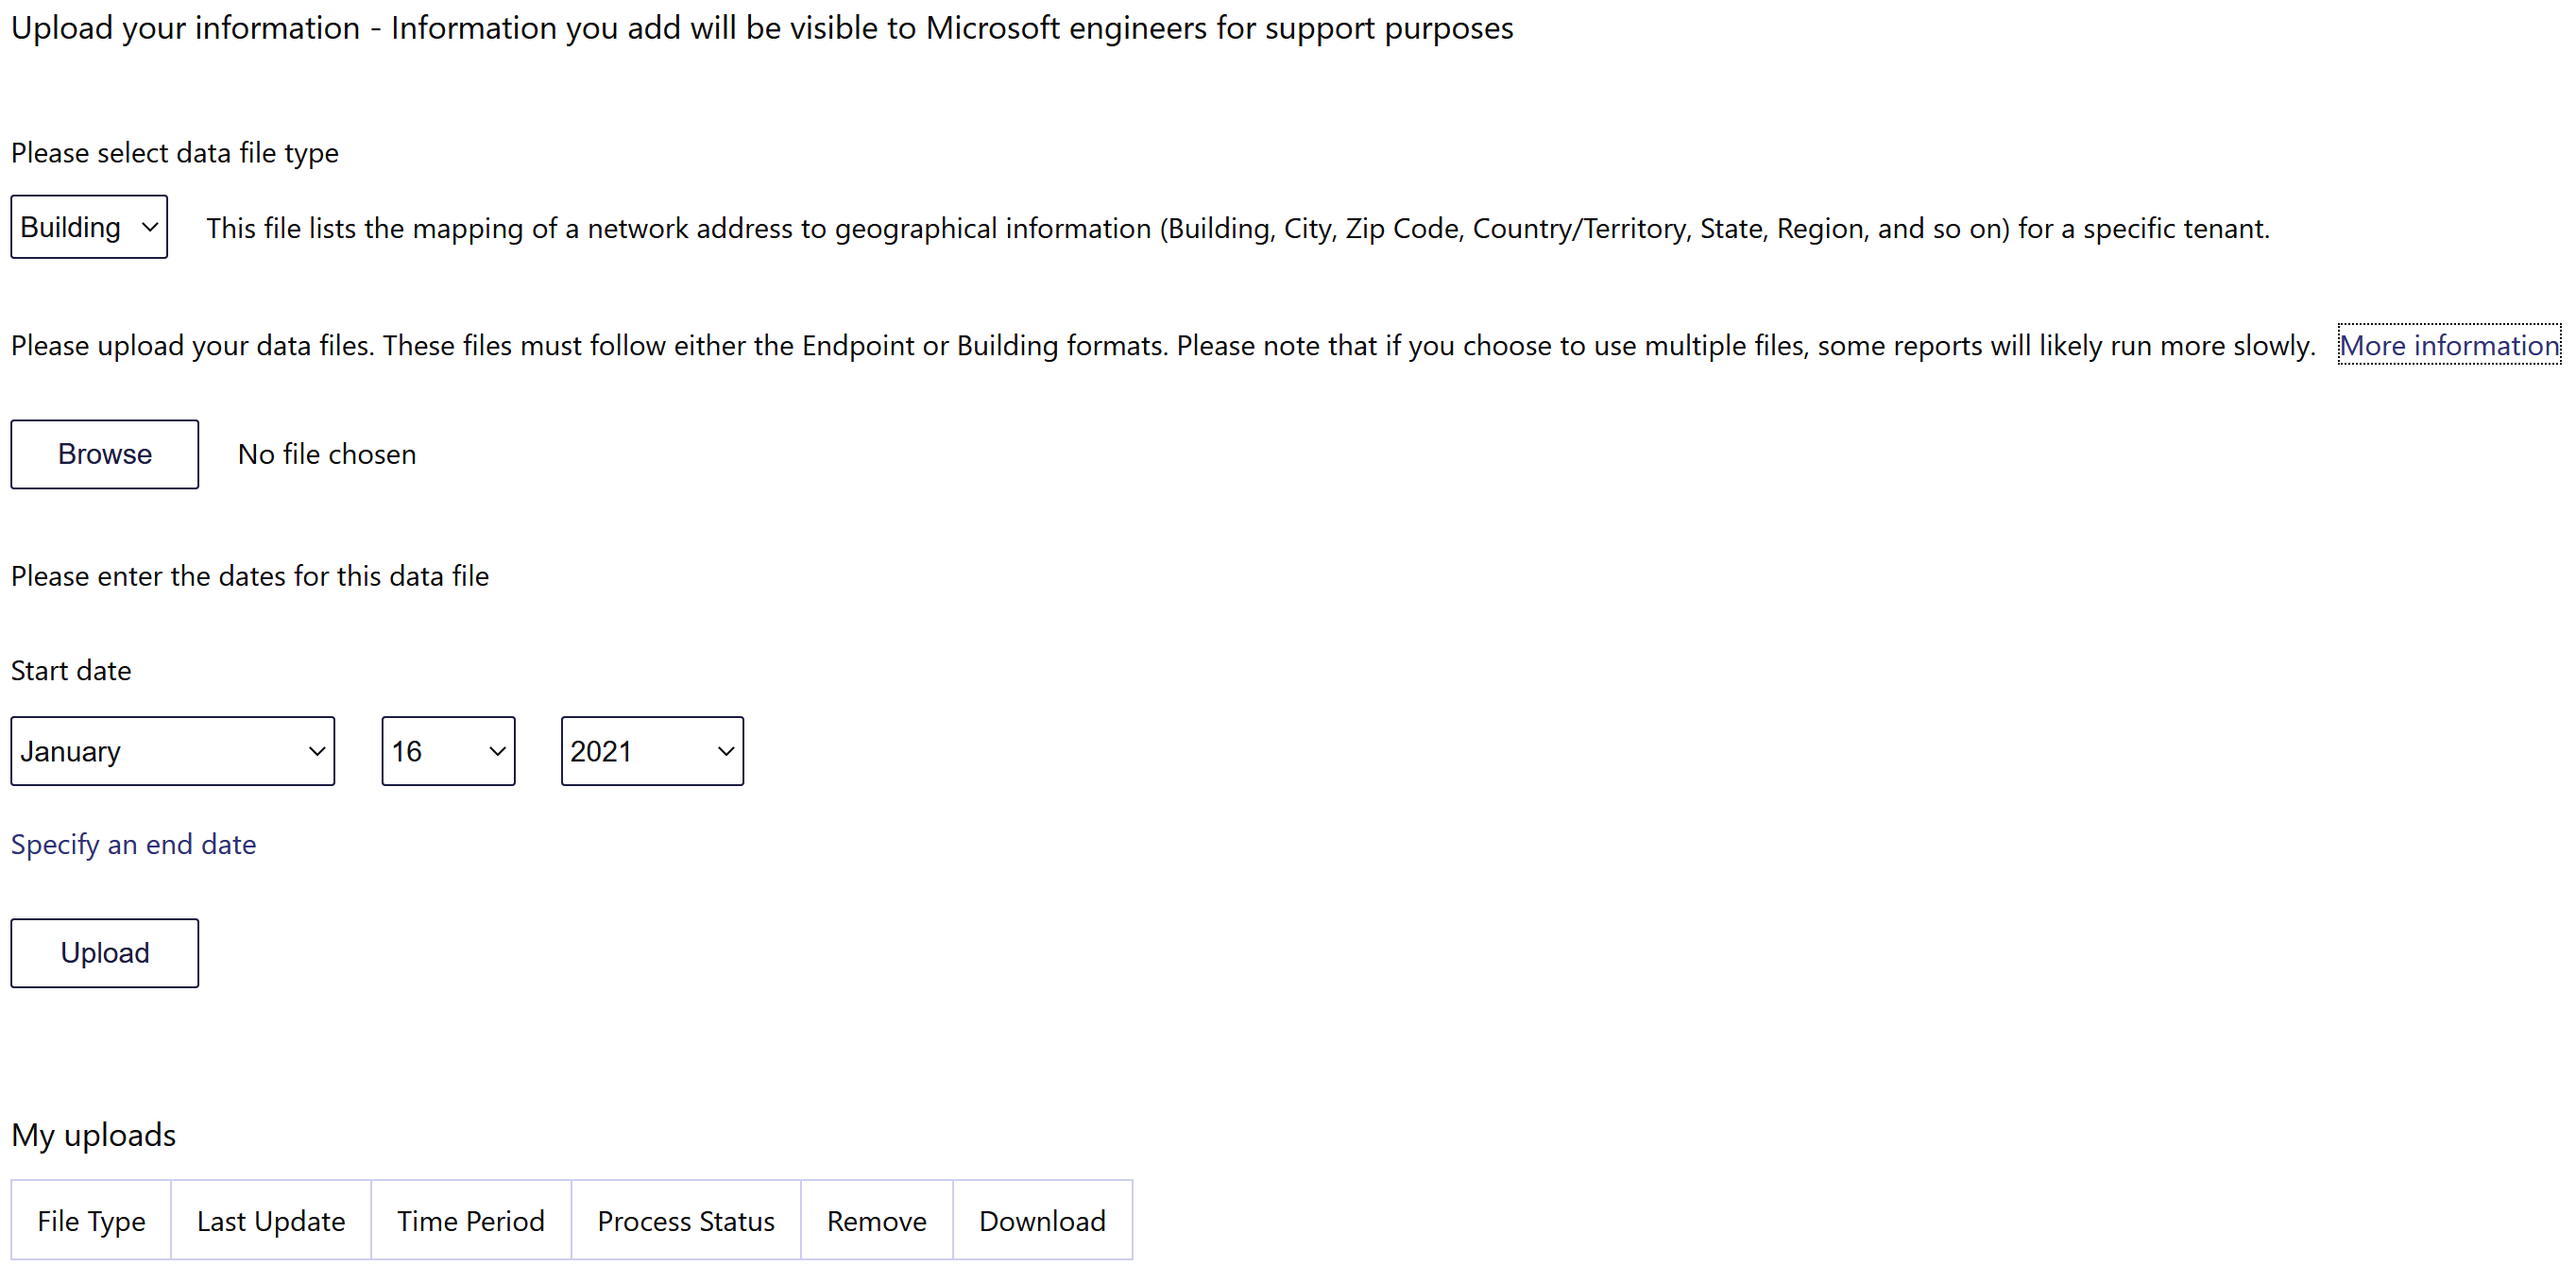 Upload your information - Information you add will be visible to Microsoft engineers for support purposes
Please select data file type
Building This file lists the mapping of a network address to geographical information (Building, City, Zip Code, Country/Territory, State, Region, and so on) for a specific tenant.
Please upload your data files. These files must follow either the Endpoint or Building formats. Please note that if you choose to use multiple files, some reports will likely run more slowly. More information
Browse No file chosen
Please enter the dates for this data file
Start date
January 16 2021
Specify an end date
Upload
My uploads
File Type Last Update Time Period Process Status Remove Download